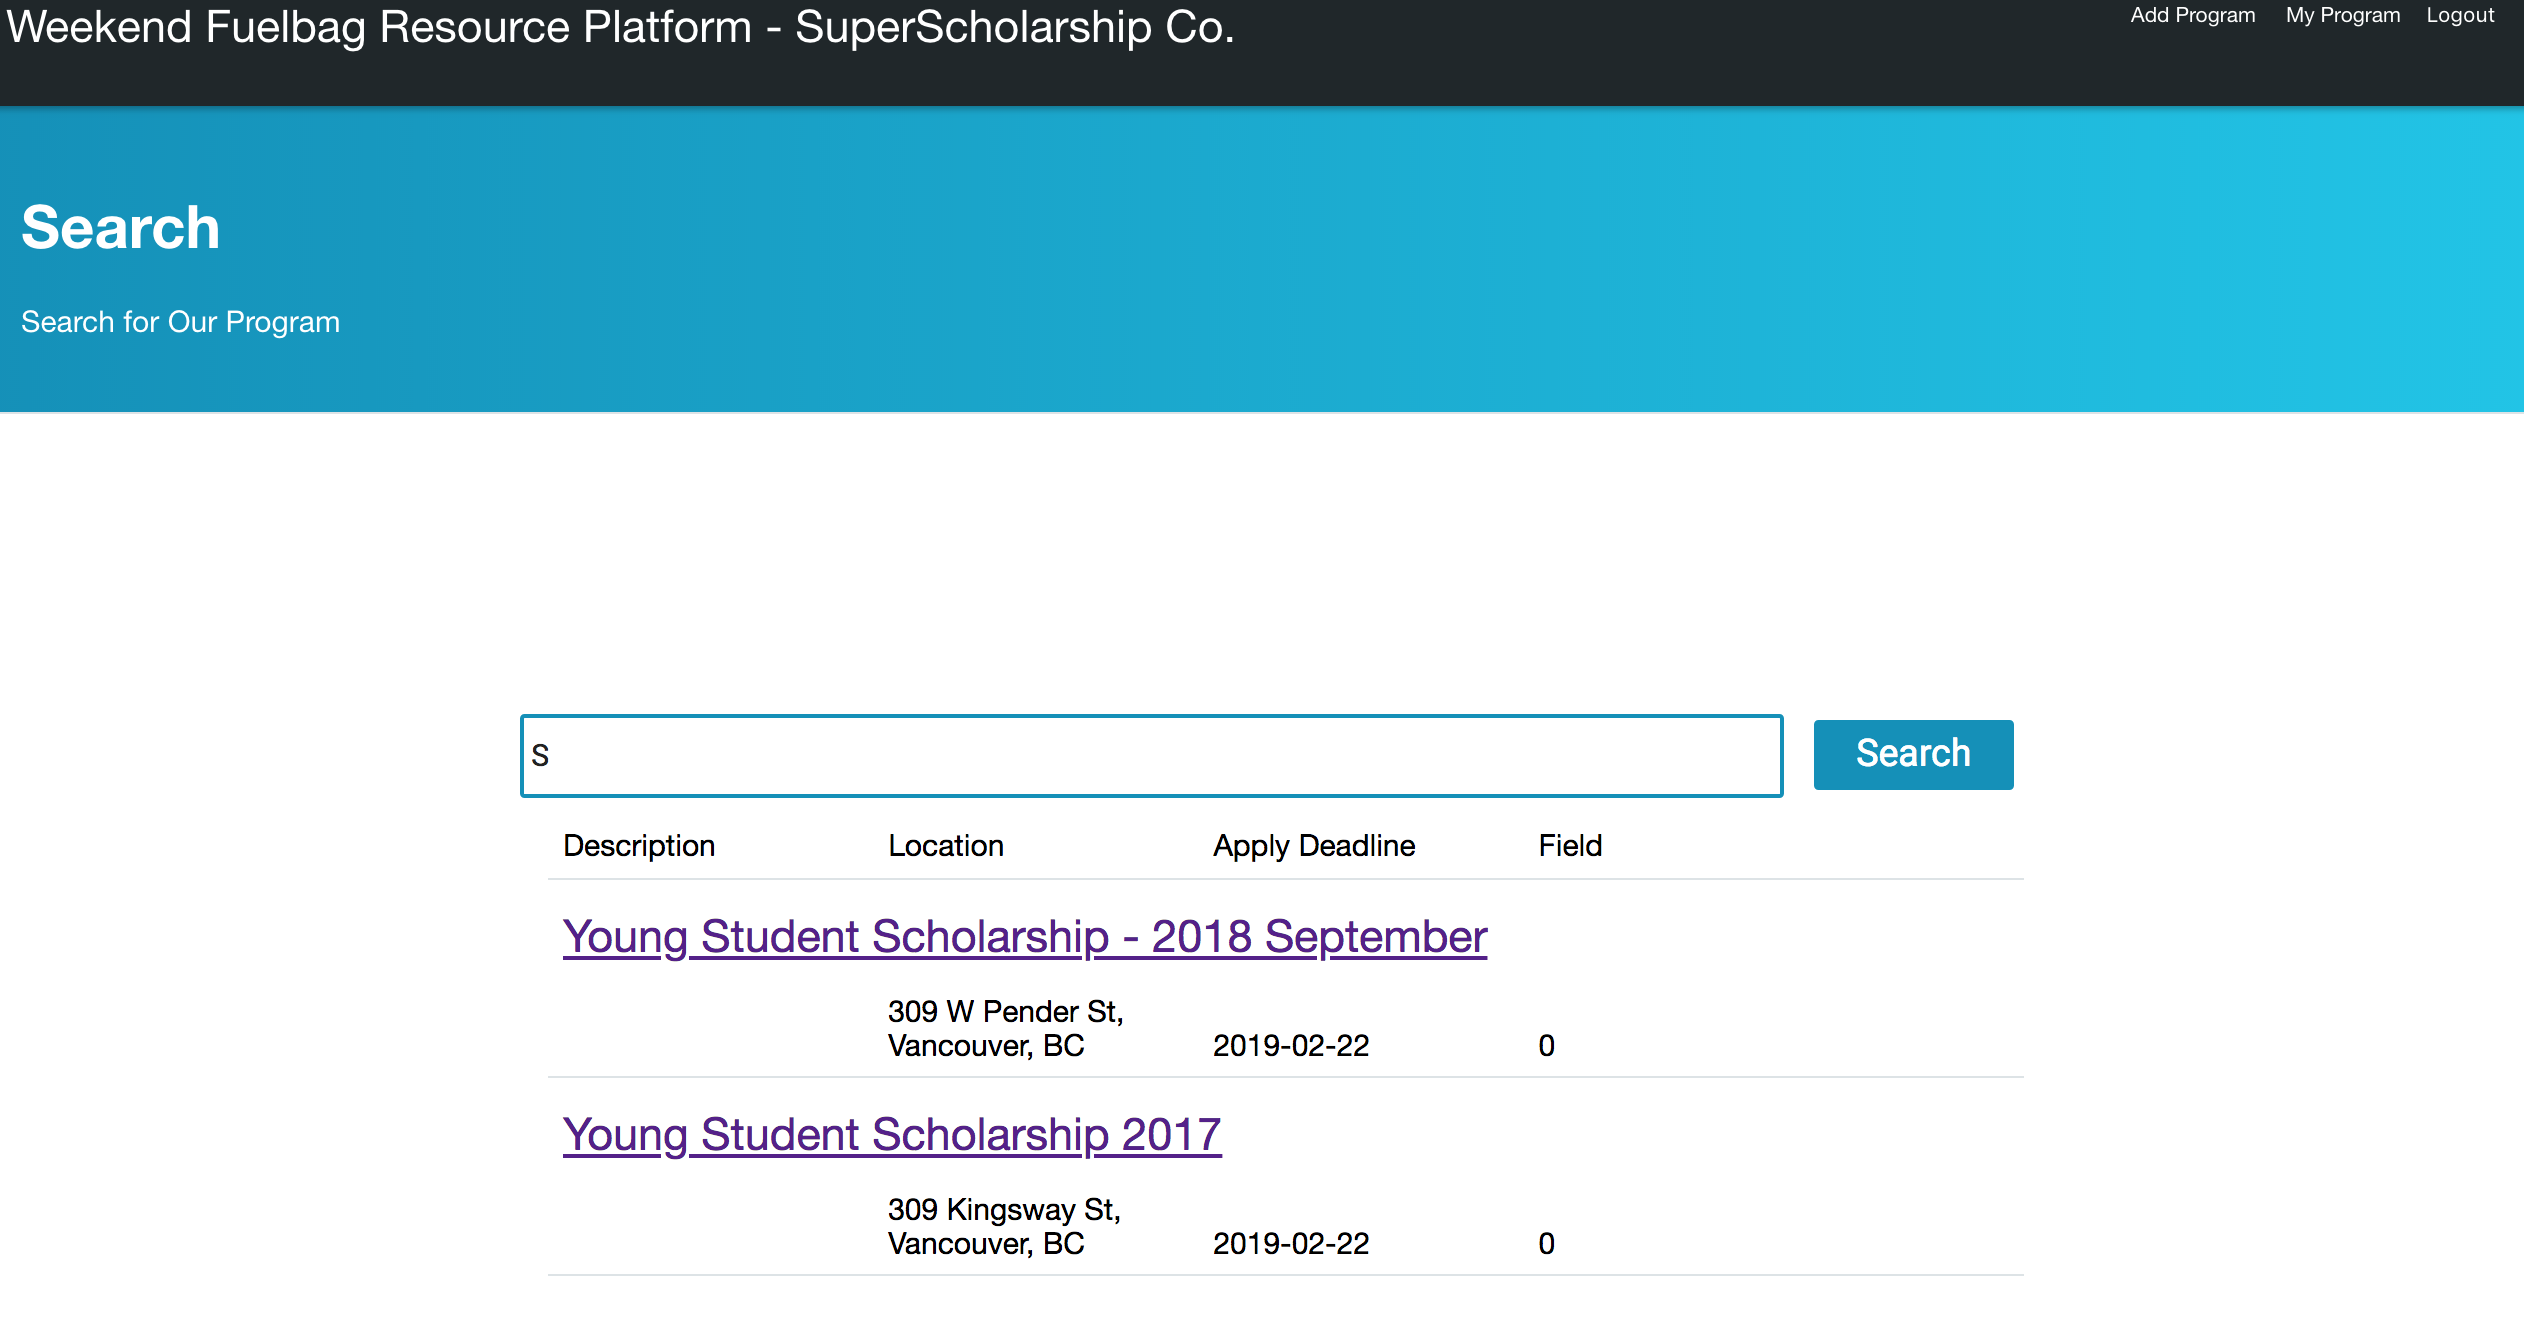 Weekend Fuelbag Resource Platform - SuperScholarship Co.
Add Program My Program Logout
Search
Search for Our Program
S
Search
Description Location Apply Deadline Field
Young Student Scholarship - 2018 September
309 W Pender St,
Vancouver, BC 2019-02-22 0
Young Student Scholarship 2017
309 Kingsway St,
Vancouver, BC 2019-02-22 0